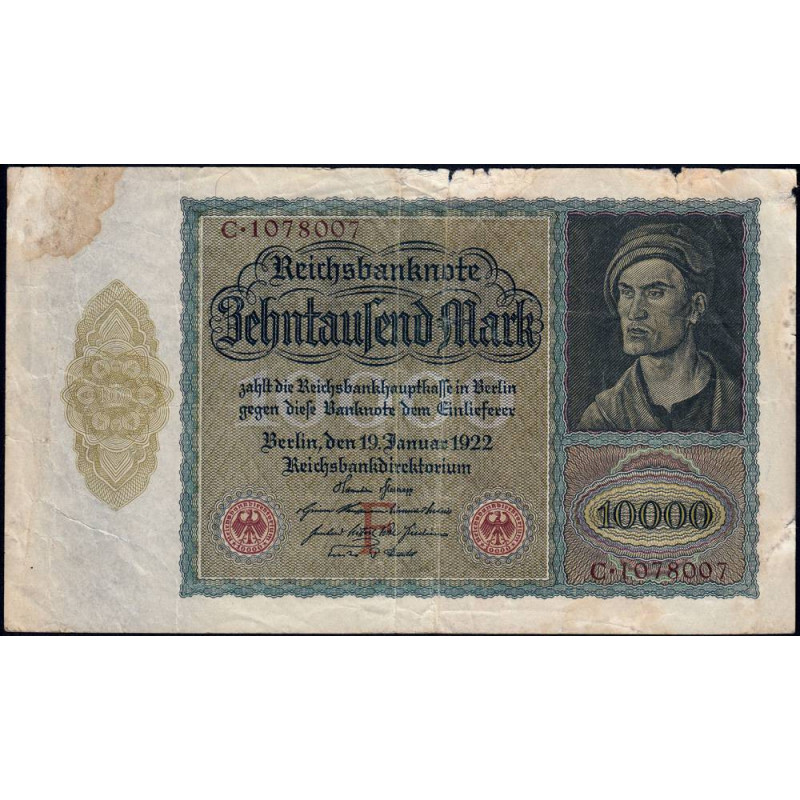 C·1078007
Reichsbanknote
Zehntausend Mark
10000
zahlt die Reichsbankhauptkasse in Berlin
gegen diese Banknote dem Einlieferer
Berlin, den 19. Januar 1922
Reichsbankdirektorium
F
10000
C·1078007